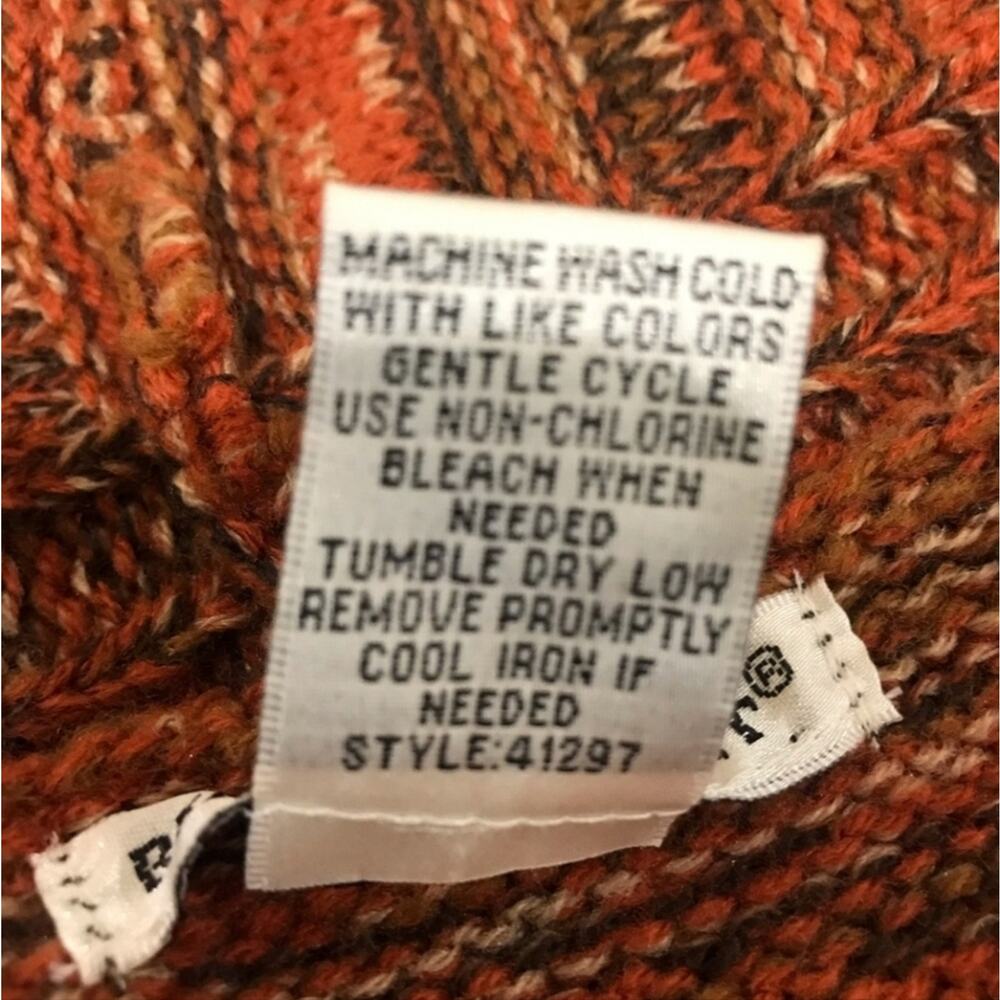 MACHINE WASH COLD
WITH LIKE COLORS
GENTLE CYCLE
USE NON-CHLORINE
BLEACH WHEN
NEEDED
TUMBLE DRY LOW
REMOVE PROMPTLY
COOL IRON IF
NEEDED
STYLE:41297